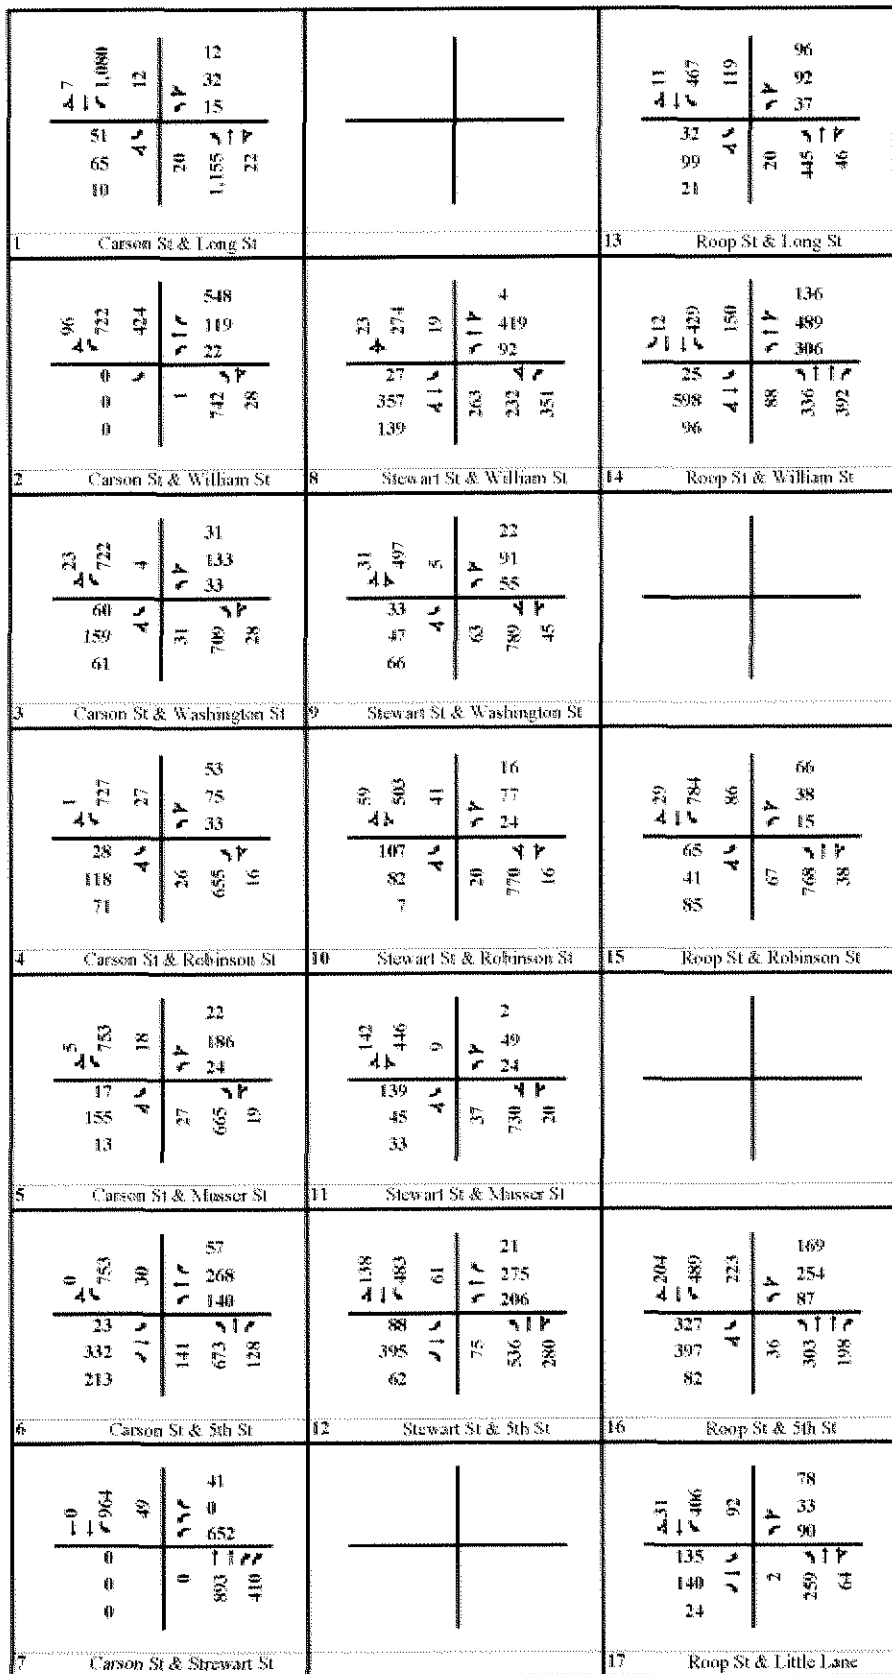 7 1,080 12 12
32
15
51
65 20 1,155 22
10
1 Carson St & Long St
11 467 119 96
92
37
32
99 20 445 46
21
13 Roop St & Long St
96 722 424 548
119
22
0
0 1 742 28
0
2 Carson St & William St
23 274 19 4
419
92
27
357 263 232 351
139
8 Stewart St & William St
12 429 150 136
489
306
25
598 88 336 392
96
14 Roop St & William St
23 722 4 31
133
33
60
159 31 709 28
61
3 Carson St & Washington St
31 497 5 22
91
55
33
47 63 789 45
66
9 Stewart St & Washington St
1 727 27 53
75
33
28
118 26 655 16
71
4 Carson St & Robinson St
59 503 41 16
77
24
107
82 20 770 16
7
10 Stewart St & Robinson St
29 784 86 66
38
15
65
41 67 768 38
85
15 Roop St & Robinson St
5 753 18 22
186
24
17
155 27 665 19
13
5 Carson St & Musser St
142 446 9 2
49
24
139
45 37 730 20
33
11 Stewart St & Musser St
0 753 30 57
268
140
23
332 141 673 128
213
6 Carson St & 5th St
138 483 61 21
275
206
88
395 75 536 280
62
12 Stewart St & 5th St
204 489 223 169
254
87
327
397 36 303 198
82
16 Roop St & 5th St
0 964 49 41
0
652
0
0 0 893 410
0
7 Carson St & Strewart St
31 406 92 78
33
90
135
140 2 259 64
24
17 Roop St & Little Lane